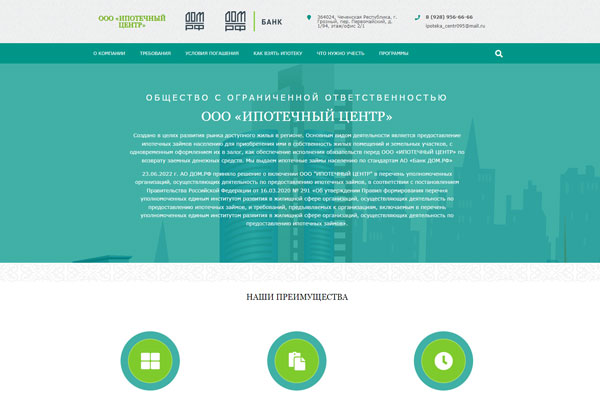 ООО «ИПОТЕЧНЫЙ
ЦЕНТР»
ДОМ
РФ
ДОМ
РФ
БАНК
364024, Чеченская Республика, г.
Грозный, пер. Первомайский, д.
1/94, этаж/офис 2/1
8 (928) 956-66-66
ipoteka_centr095@mail.ru
О КОМПАНИИ
ТРЕБОВАНИЯ
УСЛОВИЯ ПОГАШЕНИЯ
КАК ВЗЯТЬ ИПОТЕКУ
ЧТО НУЖНО УЧЕСТЬ
ПРОГРАММЫ
ОБЩЕСТВО С ОГРАНИЧЕННОЙ ОТВЕТСТВЕННОСТЬЮ
ООО «ИПОТЕЧНЫЙ ЦЕНТР»
Создано в целях развития рынка доступного жилья в регионе. Основным видом деятельности является предоставление
ипотечных займов населению для приобретения ими в собственность жилых помещений и земельных участков, с
одновременным оформлением их в залог, как обеспечение исполнения обязательств перед ООО «ИПОТЕЧНЫЙ ЦЕНТР» по
возврату заемных денежных средств. Мы выдаем ипотечные займы населению по стандартам АО «Банк ДОМ.РФ»
23.06.2022 г. АО ДОМ.РФ принято решение о включении ООО "ИПОТЕЧНЫЙ ЦЕНТР" в перечень уполномоченных
организаций, осуществляющих деятельность по предоставлению ипотечных займов, в соответствии с постановлением
Правительства Российской Федерации от 16.03.2020 № 291 «Об утверждении Правил формирования перечня
уполномоченных единым институтом развития в жилищной сфере организаций, осуществляющих деятельность по
предоставлению ипотечных займов, и требований, предъявляемых к организациям, включаемым в перечень
уполномоченных единым институтом развития в жилищной сфере организаций, осуществляющих деятельность по
предоставлению ипотечных займов».
НАШИ ПРЕИМУЩЕСТВА